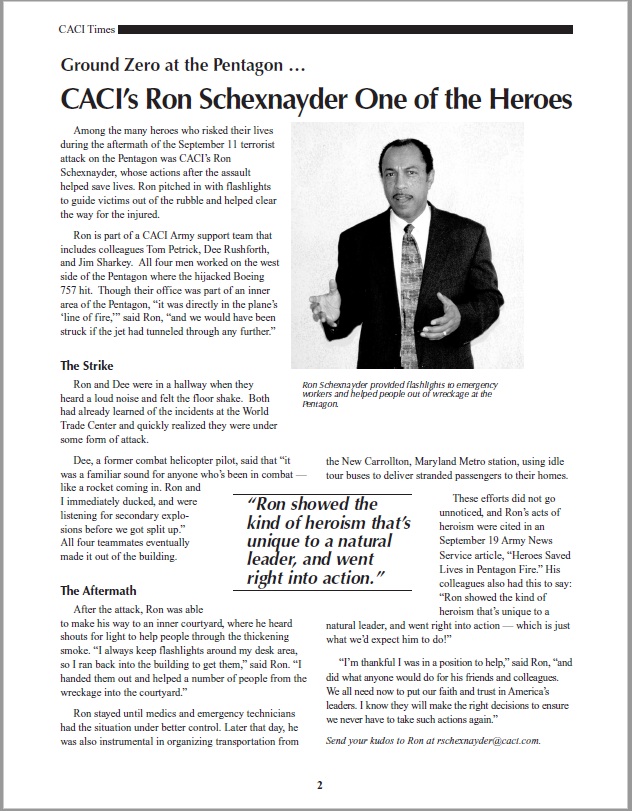 CACI Times
Ground Zero at the Pentagon …
CACI’s Ron Schexnayder One of the Heroes
Among the many heroes who risked their lives
during the aftermath of the September 11 terrorist
attack on the Pentagon was CACI’s Ron
Schexnayder, whose actions after the assault
helped save lives. Ron pitched in with flashlights
to guide victims out of the rubble and helped clear
the way for the injured.
Ron is part of a CACI Army support team that
includes colleagues Tom Petrick, Dee Rushforth,
and Jim Sharkey.  All four men worked on the west
side of the Pentagon where the hijacked Boeing
757 hit.  Though their office was part of an inner
area of the Pentagon, “it was directly in the plane’s
‘line of fire,’” said Ron, “and we would have been
struck if the jet had tunneled through any further.”
The Strike
Ron and Dee were in a hallway when they
heard a loud noise and felt the floor shake.  Both
had already learned of the incidents at the World
Trade Center and quickly realized they were under
some form of attack.
Dee, a former combat helicopter pilot, said that “it
was a familiar sound for anyone who’s been in combat —
like a rocket coming in. Ron and
I immediately ducked, and were
listening for secondary explo-
sions before we got split up.”
All four teammates eventually
made it out of the building.
The Aftermath
After the attack, Ron was able
to make his way to an inner courtyard, where he heard
shouts for light to help people through the thickening
smoke. “I always keep flashlights around my desk area,
so I ran back into the building to get them,” said Ron. “I
handed them out and helped a number of people from the
wreckage into the courtyard.”
Ron stayed until medics and emergency technicians
had the situation under better control. Later that day, he
was also instrumental in organizing transportation from
Ron Schexnayder provided flashlights to emergency
workers and helped people out of wreckage at the
Pentagon.
“Ron showed the
kind of heroism that’s
unique to a natural
leader, and went
right into action.”
the New Carrollton, Maryland Metro station, using idle
tour buses to deliver stranded passengers to their homes.
These efforts did not go
unnoticed, and Ron’s acts of
heroism were cited in an
September 19 Army News
Service article, “Heroes Saved
Lives in Pentagon Fire.” His
colleagues also had this to say:
“Ron showed the kind of
heroism that’s unique to a
natural leader, and went right into action — which is just
what we’d expect him to do!”
“I’m thankful I was in a position to help,” said Ron, “and
did what anyone would do for his friends and colleagues.
We all need now to put our faith and trust in America’s
leaders. I know they will make the right decisions to ensure
we never have to take such actions again.”
Send your kudos to Ron at rschexnayder@caci.com.
2